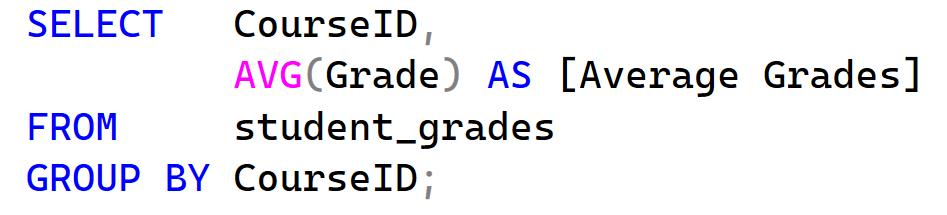 SELECT CourseID,
AVG(Grade) AS [Average Grades]
FROM student_grades
GROUP BY CourseID;